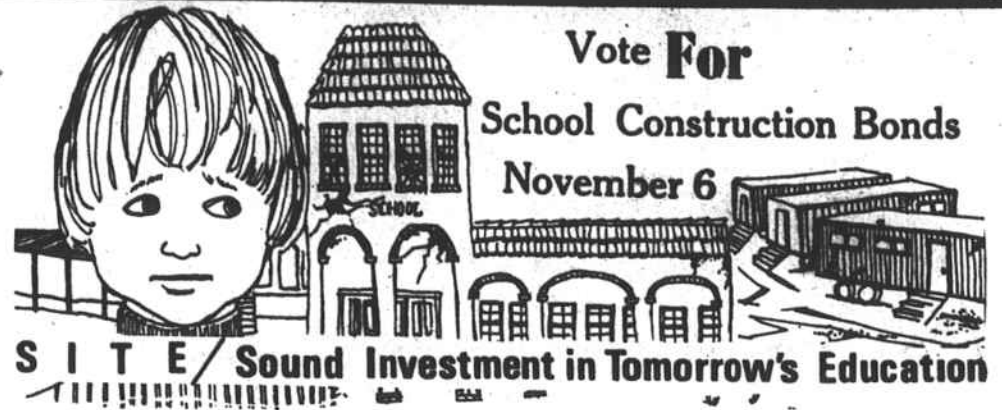 Vote For
School Construction Bonds
November 6
SCHOOL
S I T E / Sound Investment in Tomorrow's Education